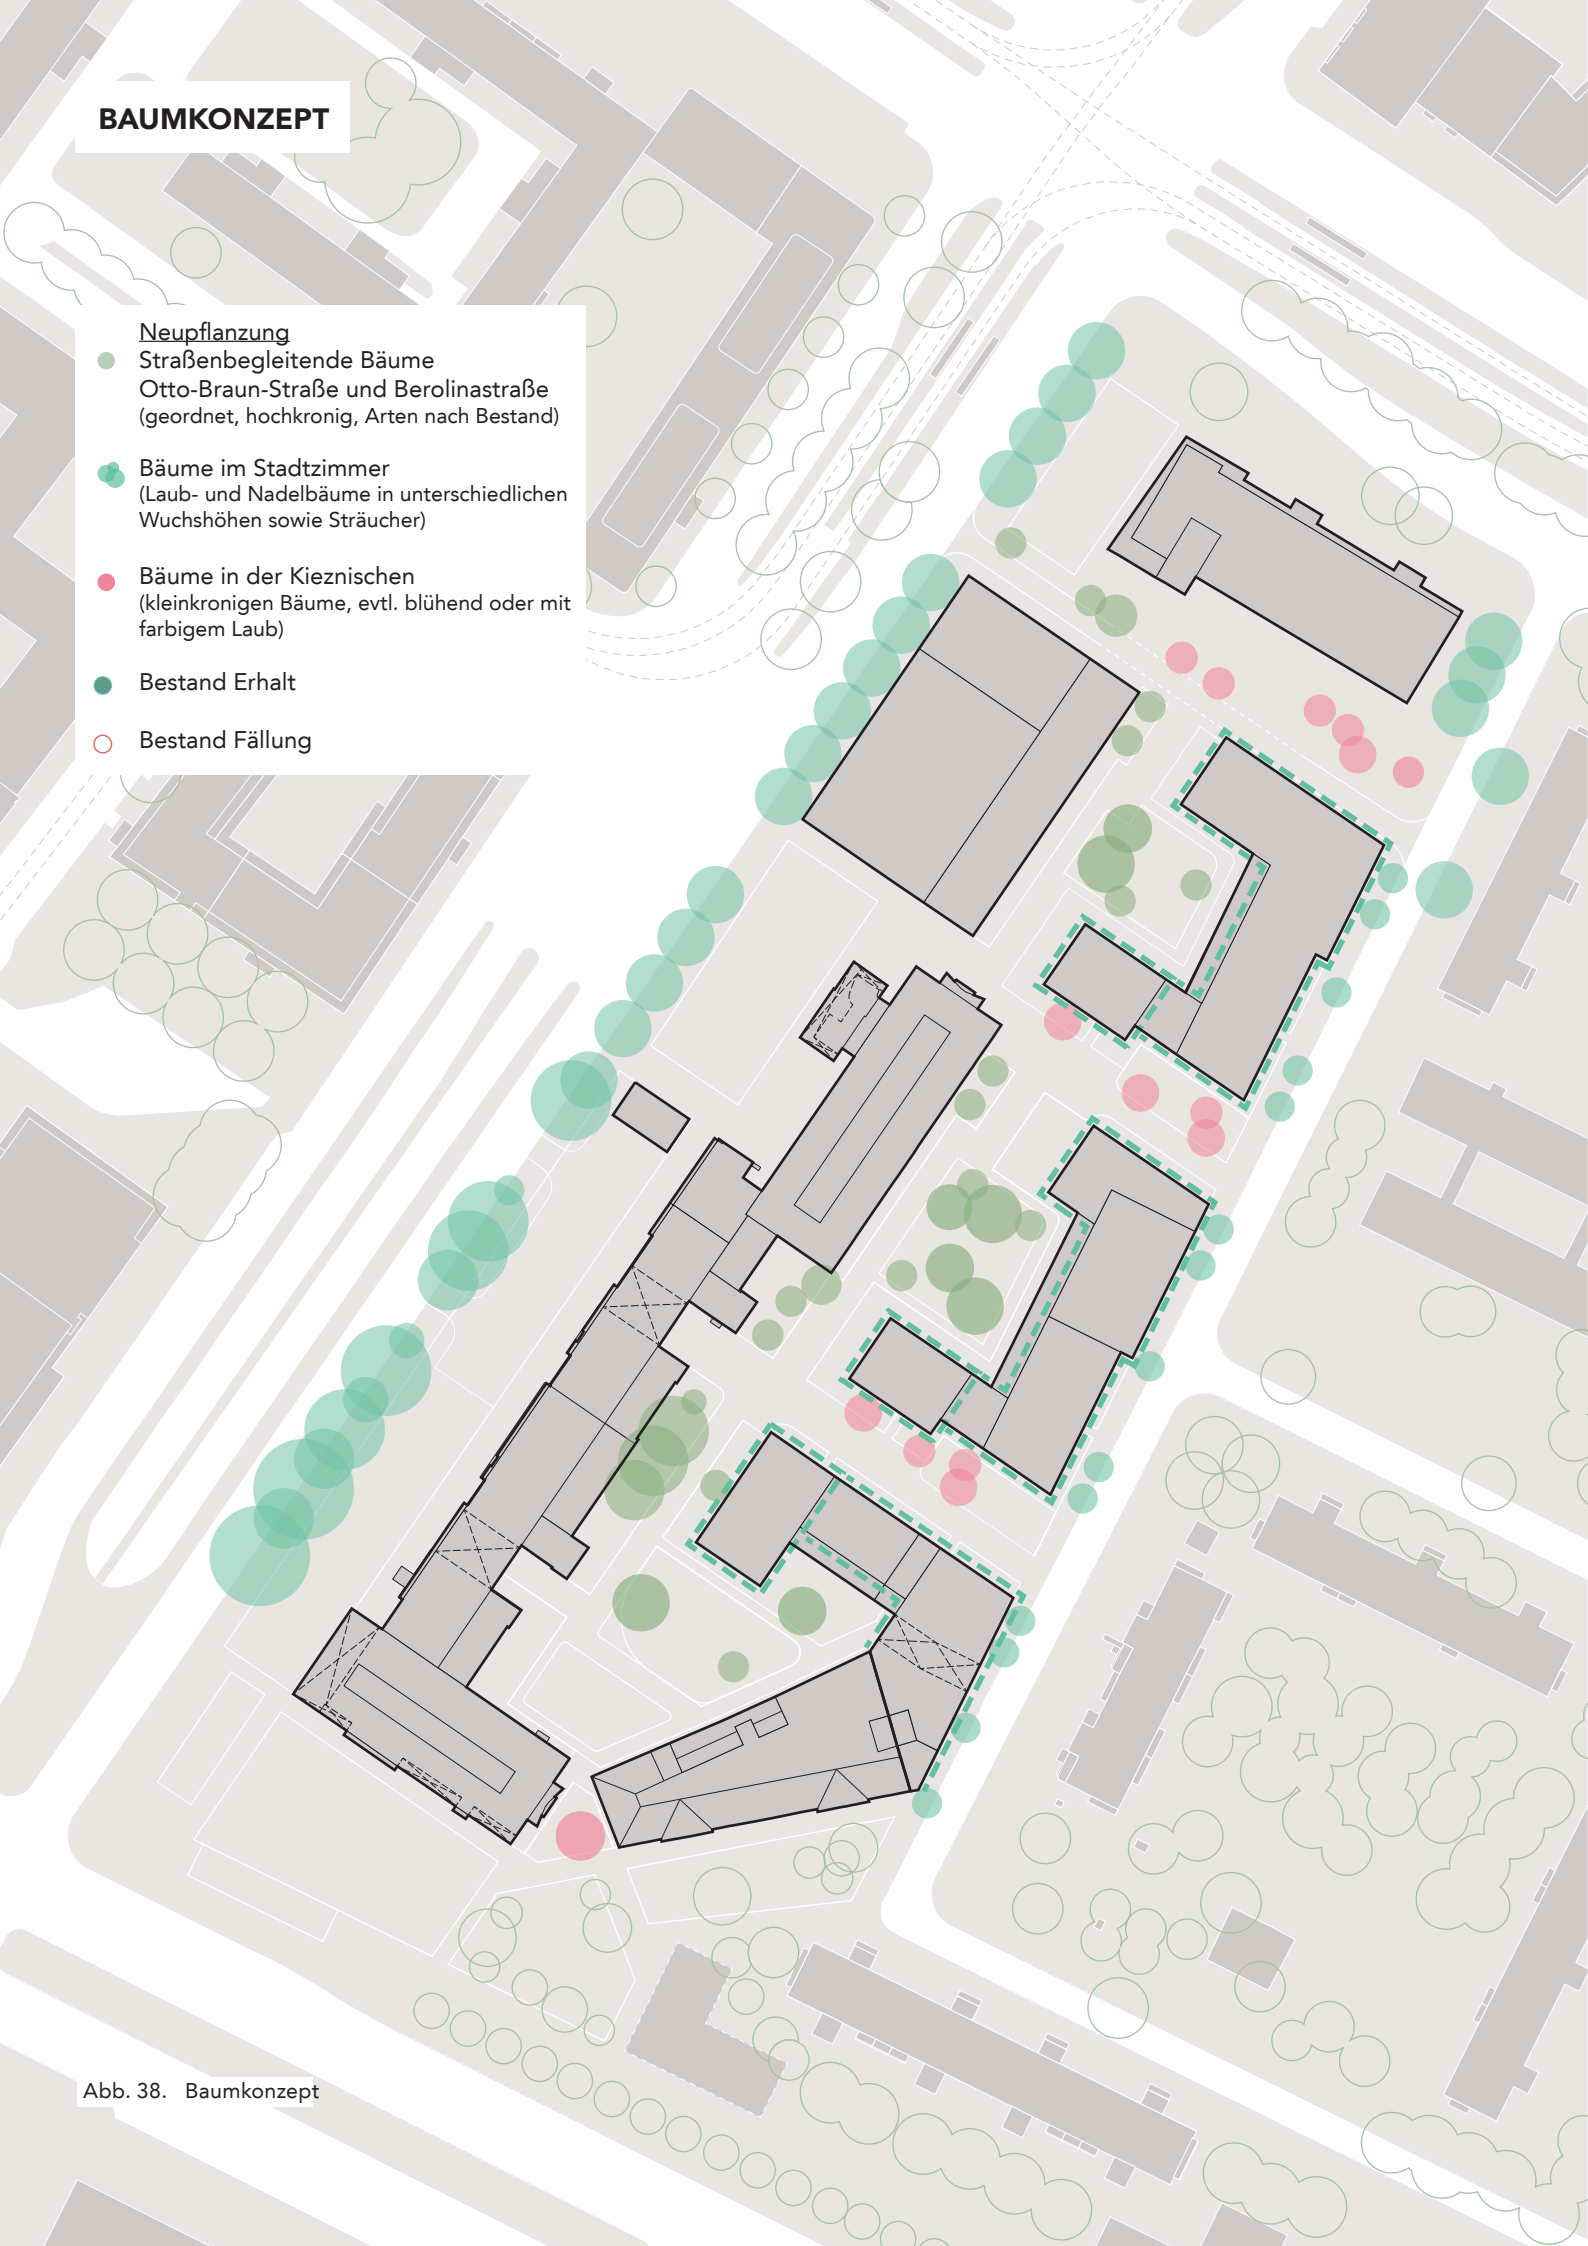 BAUMKONZEPT
Neupflanzung
Straßenbegleitende Bäume
Otto-Braun-Straße und Berolinastraße
(geordnet, hochkronig, Arten nach Bestand)
Bäume im Stadtzimmer
(Laub- und Nadelbäume in unterschiedlichen
Wuchshöhen sowie Sträucher)
Bäume in der Kieznischen
(kleinkronigen Bäume, evtl. blühend oder mit
farbigem Laub)
Bestand Erhalt
Bestand Fällung
Abb. 38. Baumkonzept